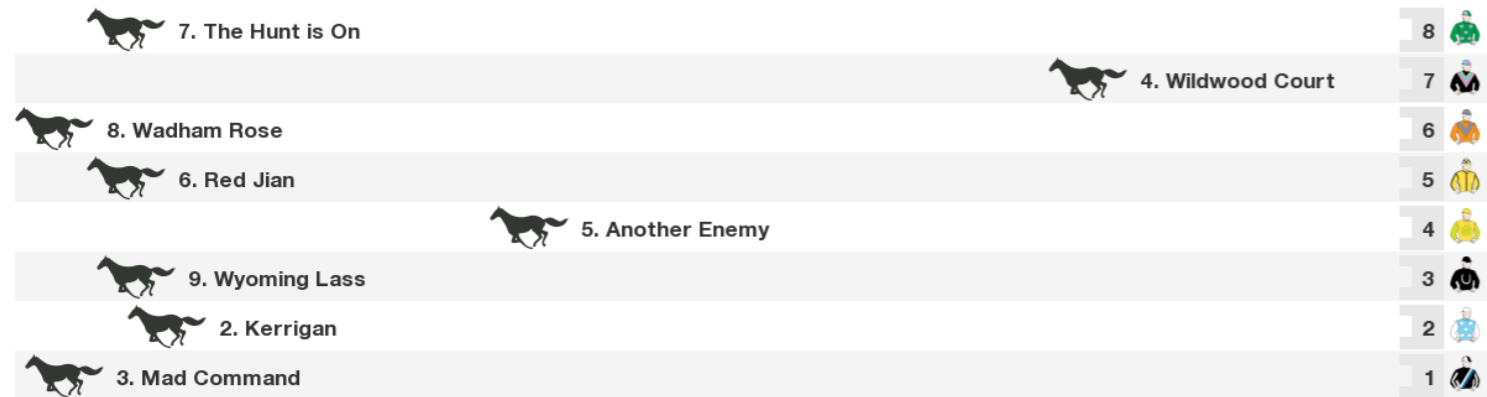 7. The Hunt is On 8
4. Wildwood Court 7
8. Wadham Rose 6
6. Red Jian 5
5. Another Enemy 4
9. Wyoming Lass 3
2. Kerrigan 2
3. Mad Command 1